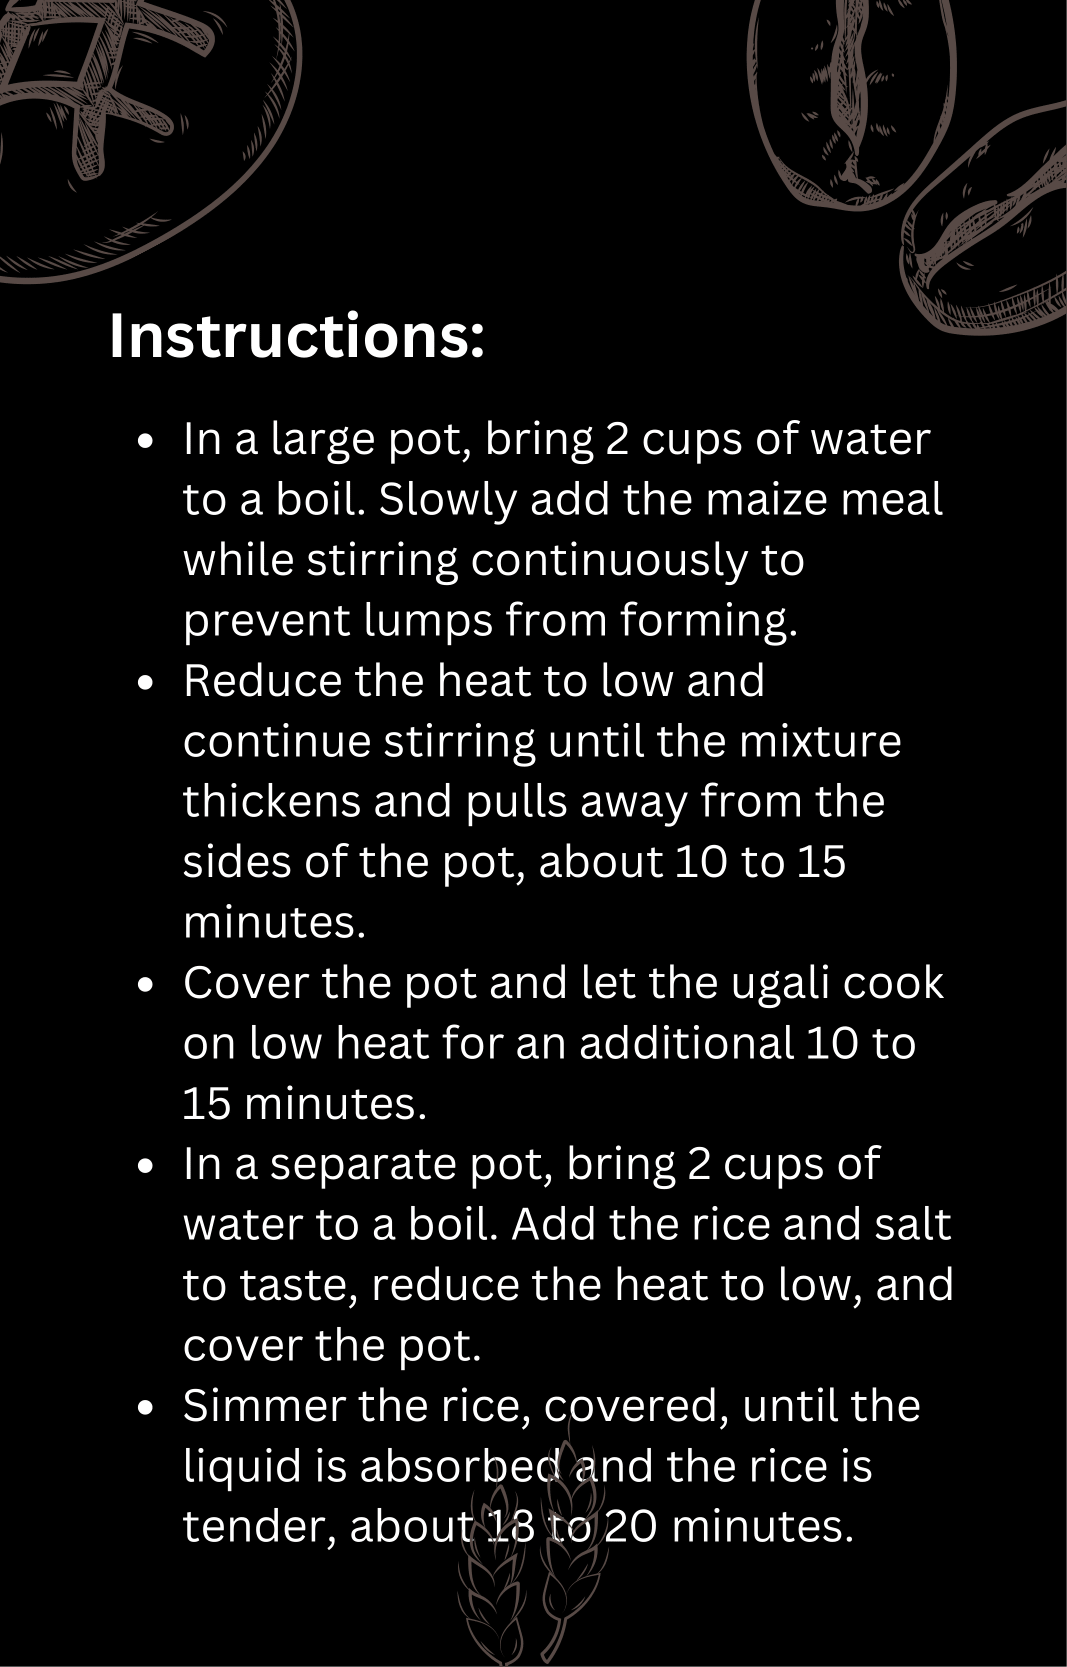 Instructions:
• In a large pot, bring 2 cups of water
to a boil. Slowly add the maize meal
while stirring continuously to
prevent lumps from forming.
• Reduce the heat to low and
continue stirring until the mixture
thickens and pulls away from the
sides of the pot, about 10 to 15
minutes.
• Cover the pot and let the ugali cook
on low heat for an additional 10 to
15 minutes.
• In a separate pot, bring 2 cups of
water to a boil. Add the rice and salt
to taste, reduce the heat to low, and
cover the pot.
• Simmer the rice, covered, until the
liquid is absorbed and the rice is
tender, about 18 to 20 minutes.